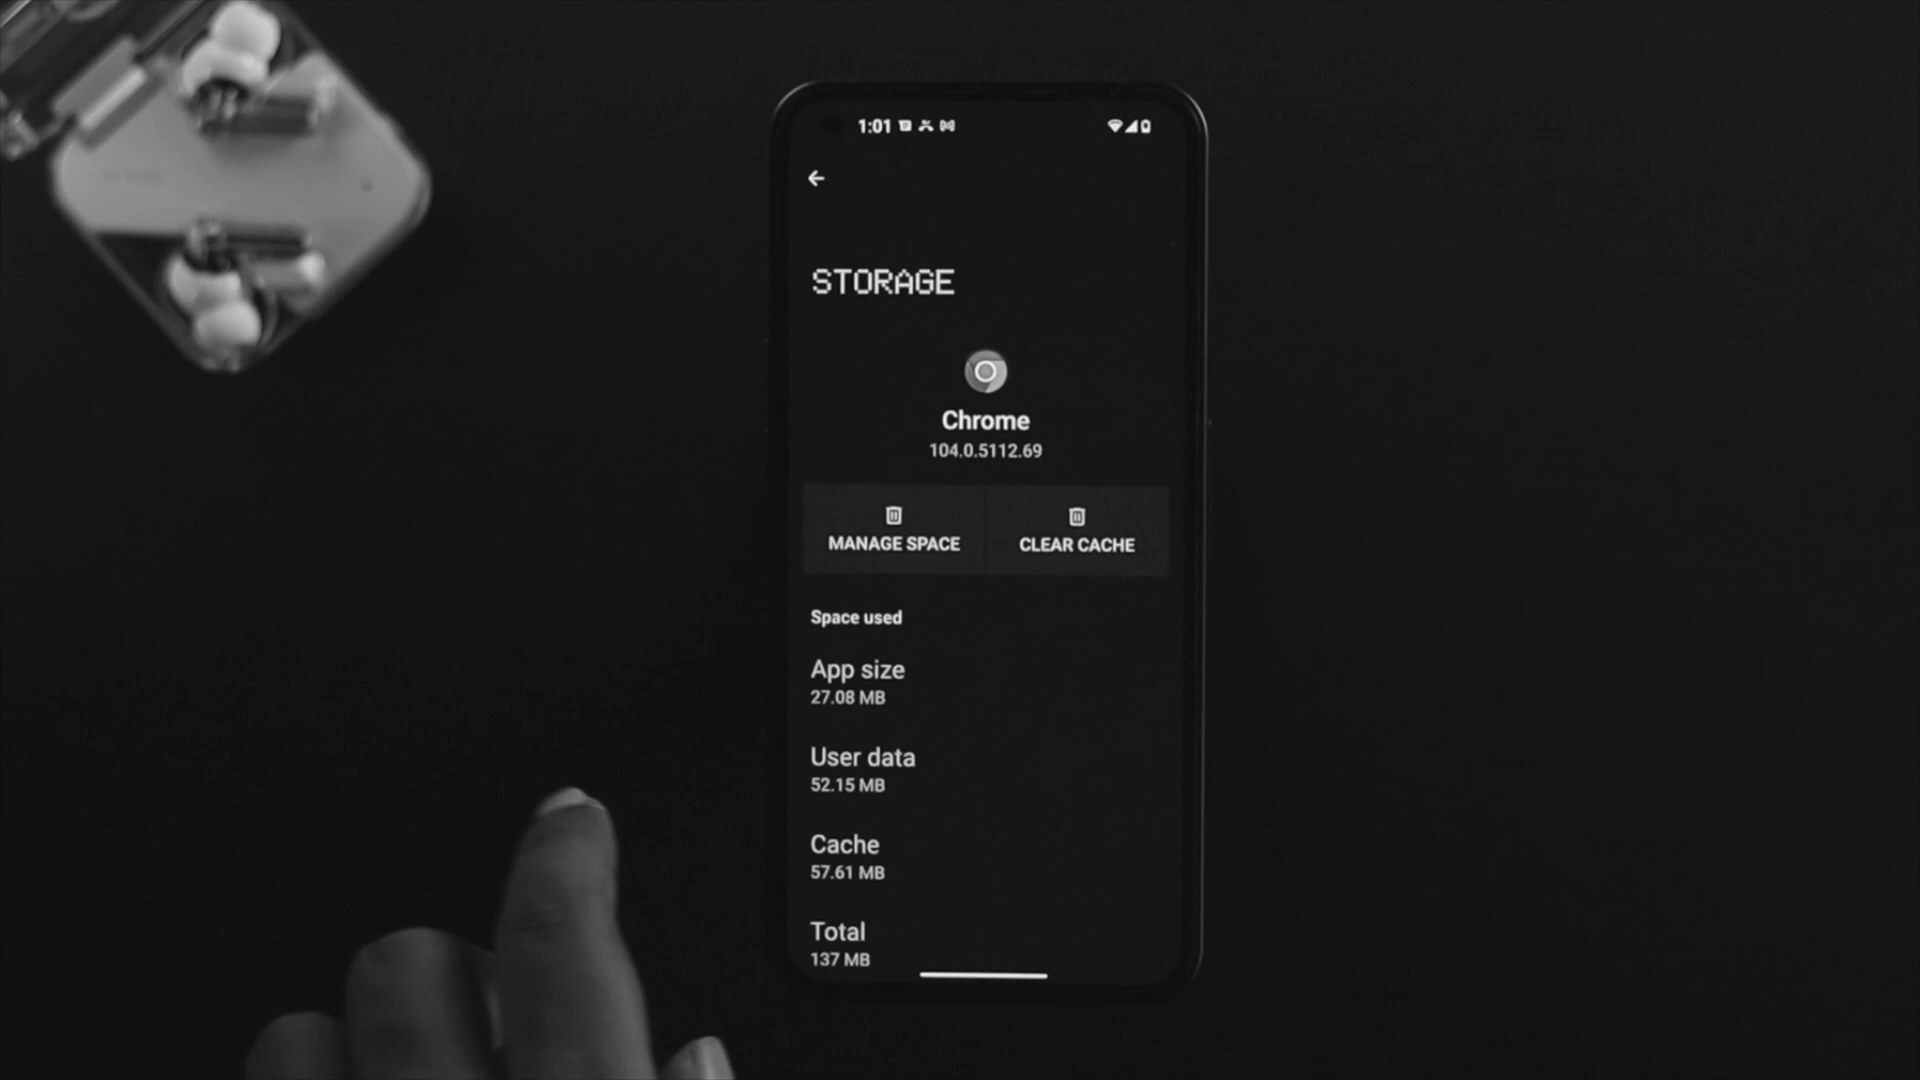 1:01
STORAGE
Chrome
104.0.5112.69
MANAGE SPACE
CLEAR CACHE
Space used
App size
27.08 MB
User data
52.15 MB
Cache
57.61 MB
Total
137 MB